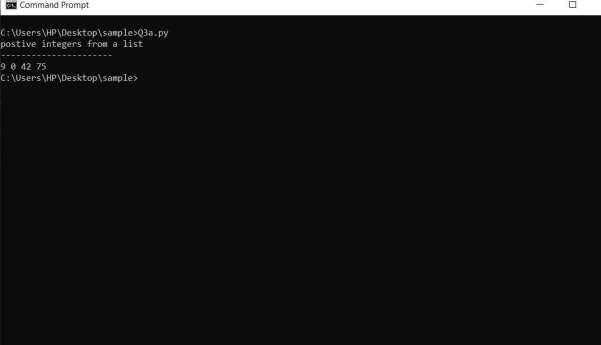 Command Prompt
C:\Users\HP\Desktop\sample>Q3a.py
postive integers from a list
----------------------
9 0 42 75
C:\Users\HP\Desktop\sample>